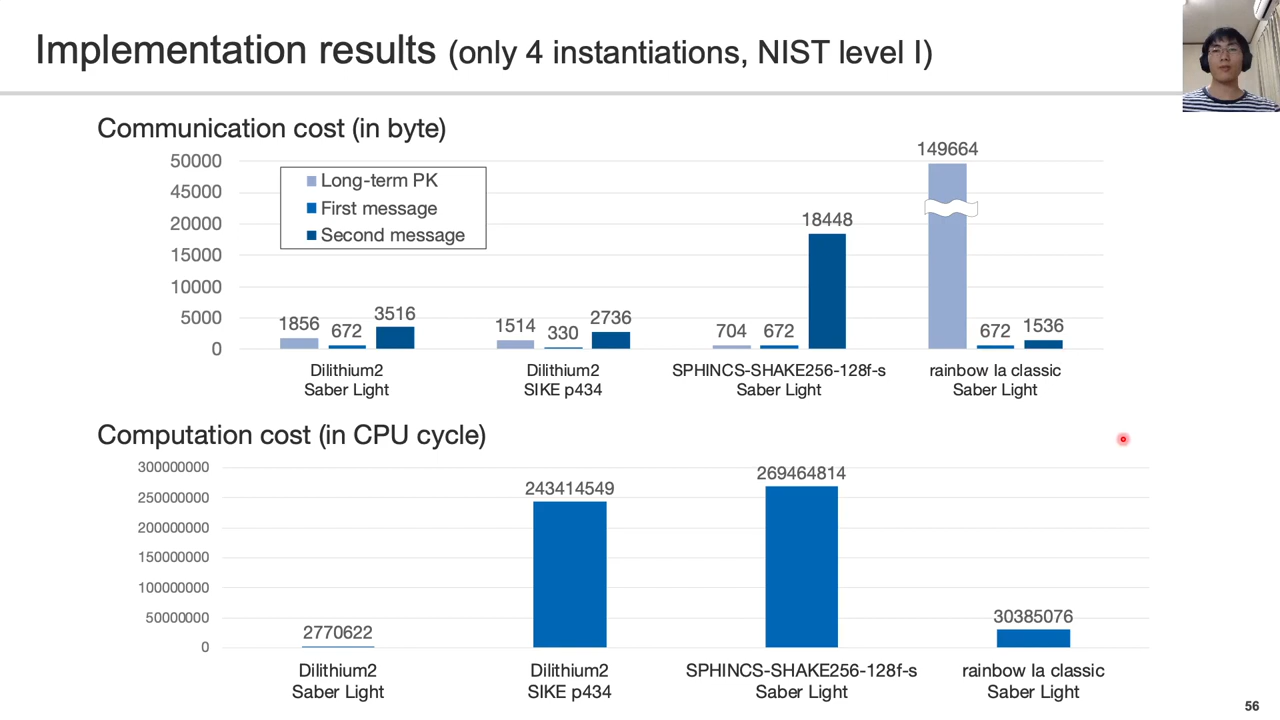 Implementation results (only 4 instantiations, NIST level I)
Communication cost (in byte)
50000
45000
20000
15000
10000
5000
0
Long-term PK
First message
Second message
1856
672
3516
1514
330
2736
704
672
18448
149664
672
1536
Dilithium2
Saber Light
Dilithium2
SIKE p434
SPHINCS-SHAKE256-128f-s
Saber Light
rainbow Ia classic
Saber Light
Computation cost (in CPU cycle)
300000000
250000000
200000000
150000000
100000000
50000000
0
2770622
243414549
269464814
30385076
Dilithium2
Saber Light
Dilithium2
SIKE p434
SPHINCS-SHAKE256-128f-s
Saber Light
rainbow Ia classic
Saber Light
56